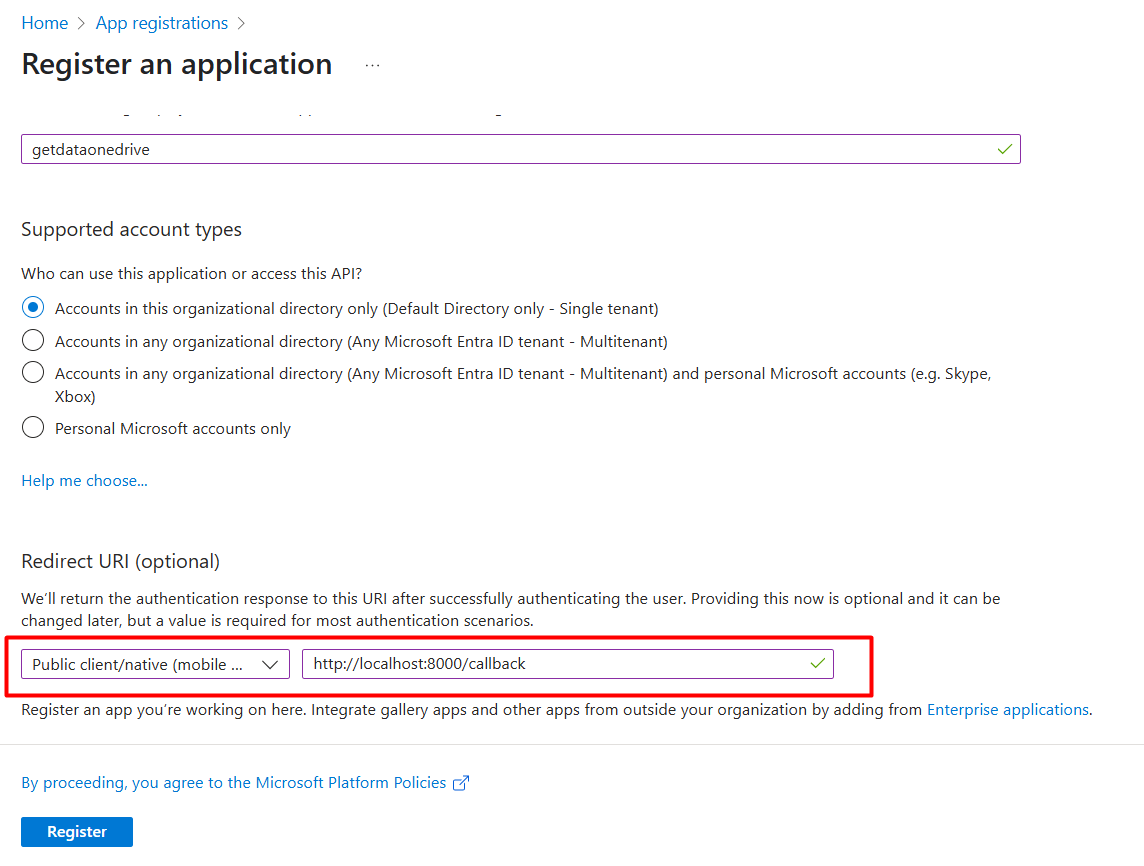 Home > App registrations >
Register an application ...
getdataonedrive
Supported account types
Who can use this application or access this API?
Accounts in this organizational directory only (Default Directory only - Single tenant)
Accounts in any organizational directory (Any Microsoft Entra ID tenant - Multitenant)
Accounts in any organizational directory (Any Microsoft Entra ID tenant - Multitenant) and personal Microsoft accounts (e.g. Skype,
Xbox)
Personal Microsoft accounts only
Help me choose...
Redirect URI (optional)
We'll return the authentication response to this URI after successfully authenticating the user. Providing this now is optional and it can be
changed later, but a value is required for most authentication scenarios.
Public client/native (mobile ... http://localhost:8000/callback
Register an app you're working on here. Integrate gallery apps and other apps from outside your organization by adding from Enterprise applications.
By proceeding, you agree to the Microsoft Platform Policies
Register